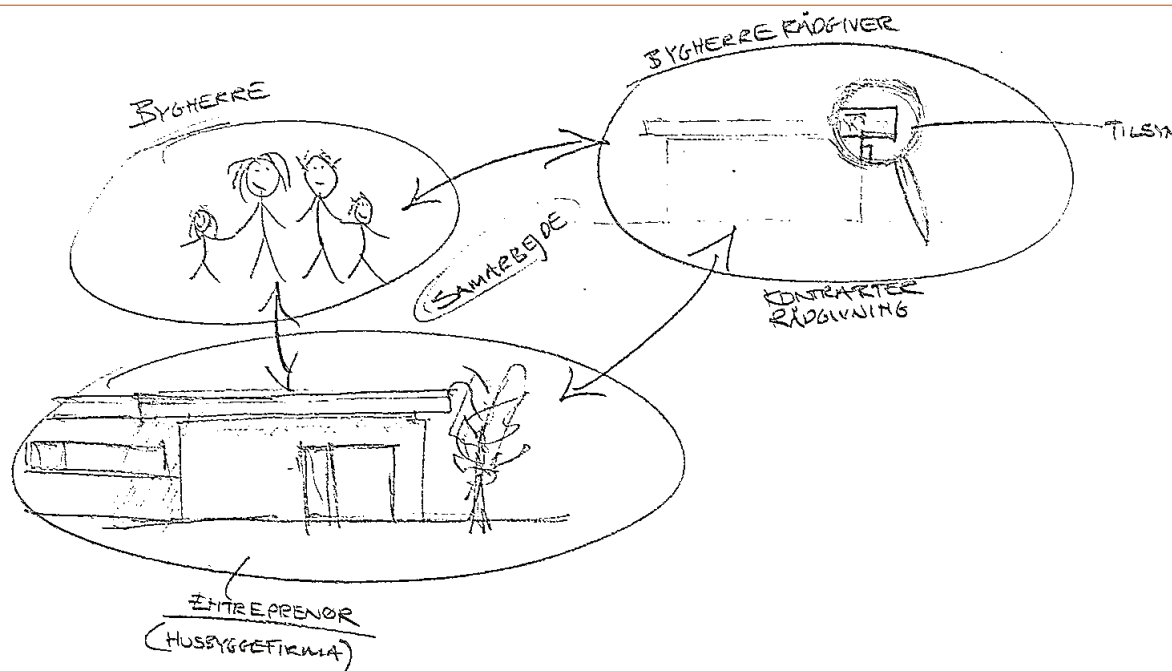 BYGHERRE
BYGHERRE RÅDGIVER
TILSYN
SAMARBEJDE
KONTRAKTER
RÅDGIVNING
ENTREPRENØR
(HUSBYGGEFIRMA)